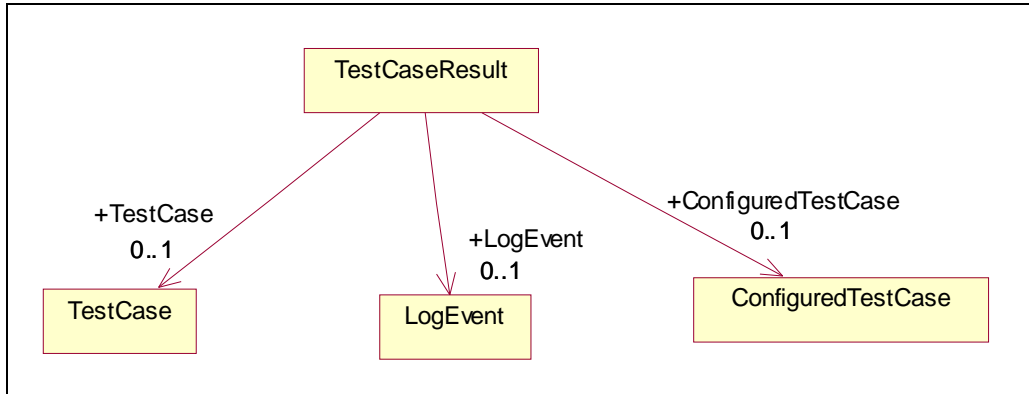 TestCaseResult
+TestCase
0..1
+LogEvent
0..1
+ConfiguredTestCase
0..1
TestCase
LogEvent
ConfiguredTestCase